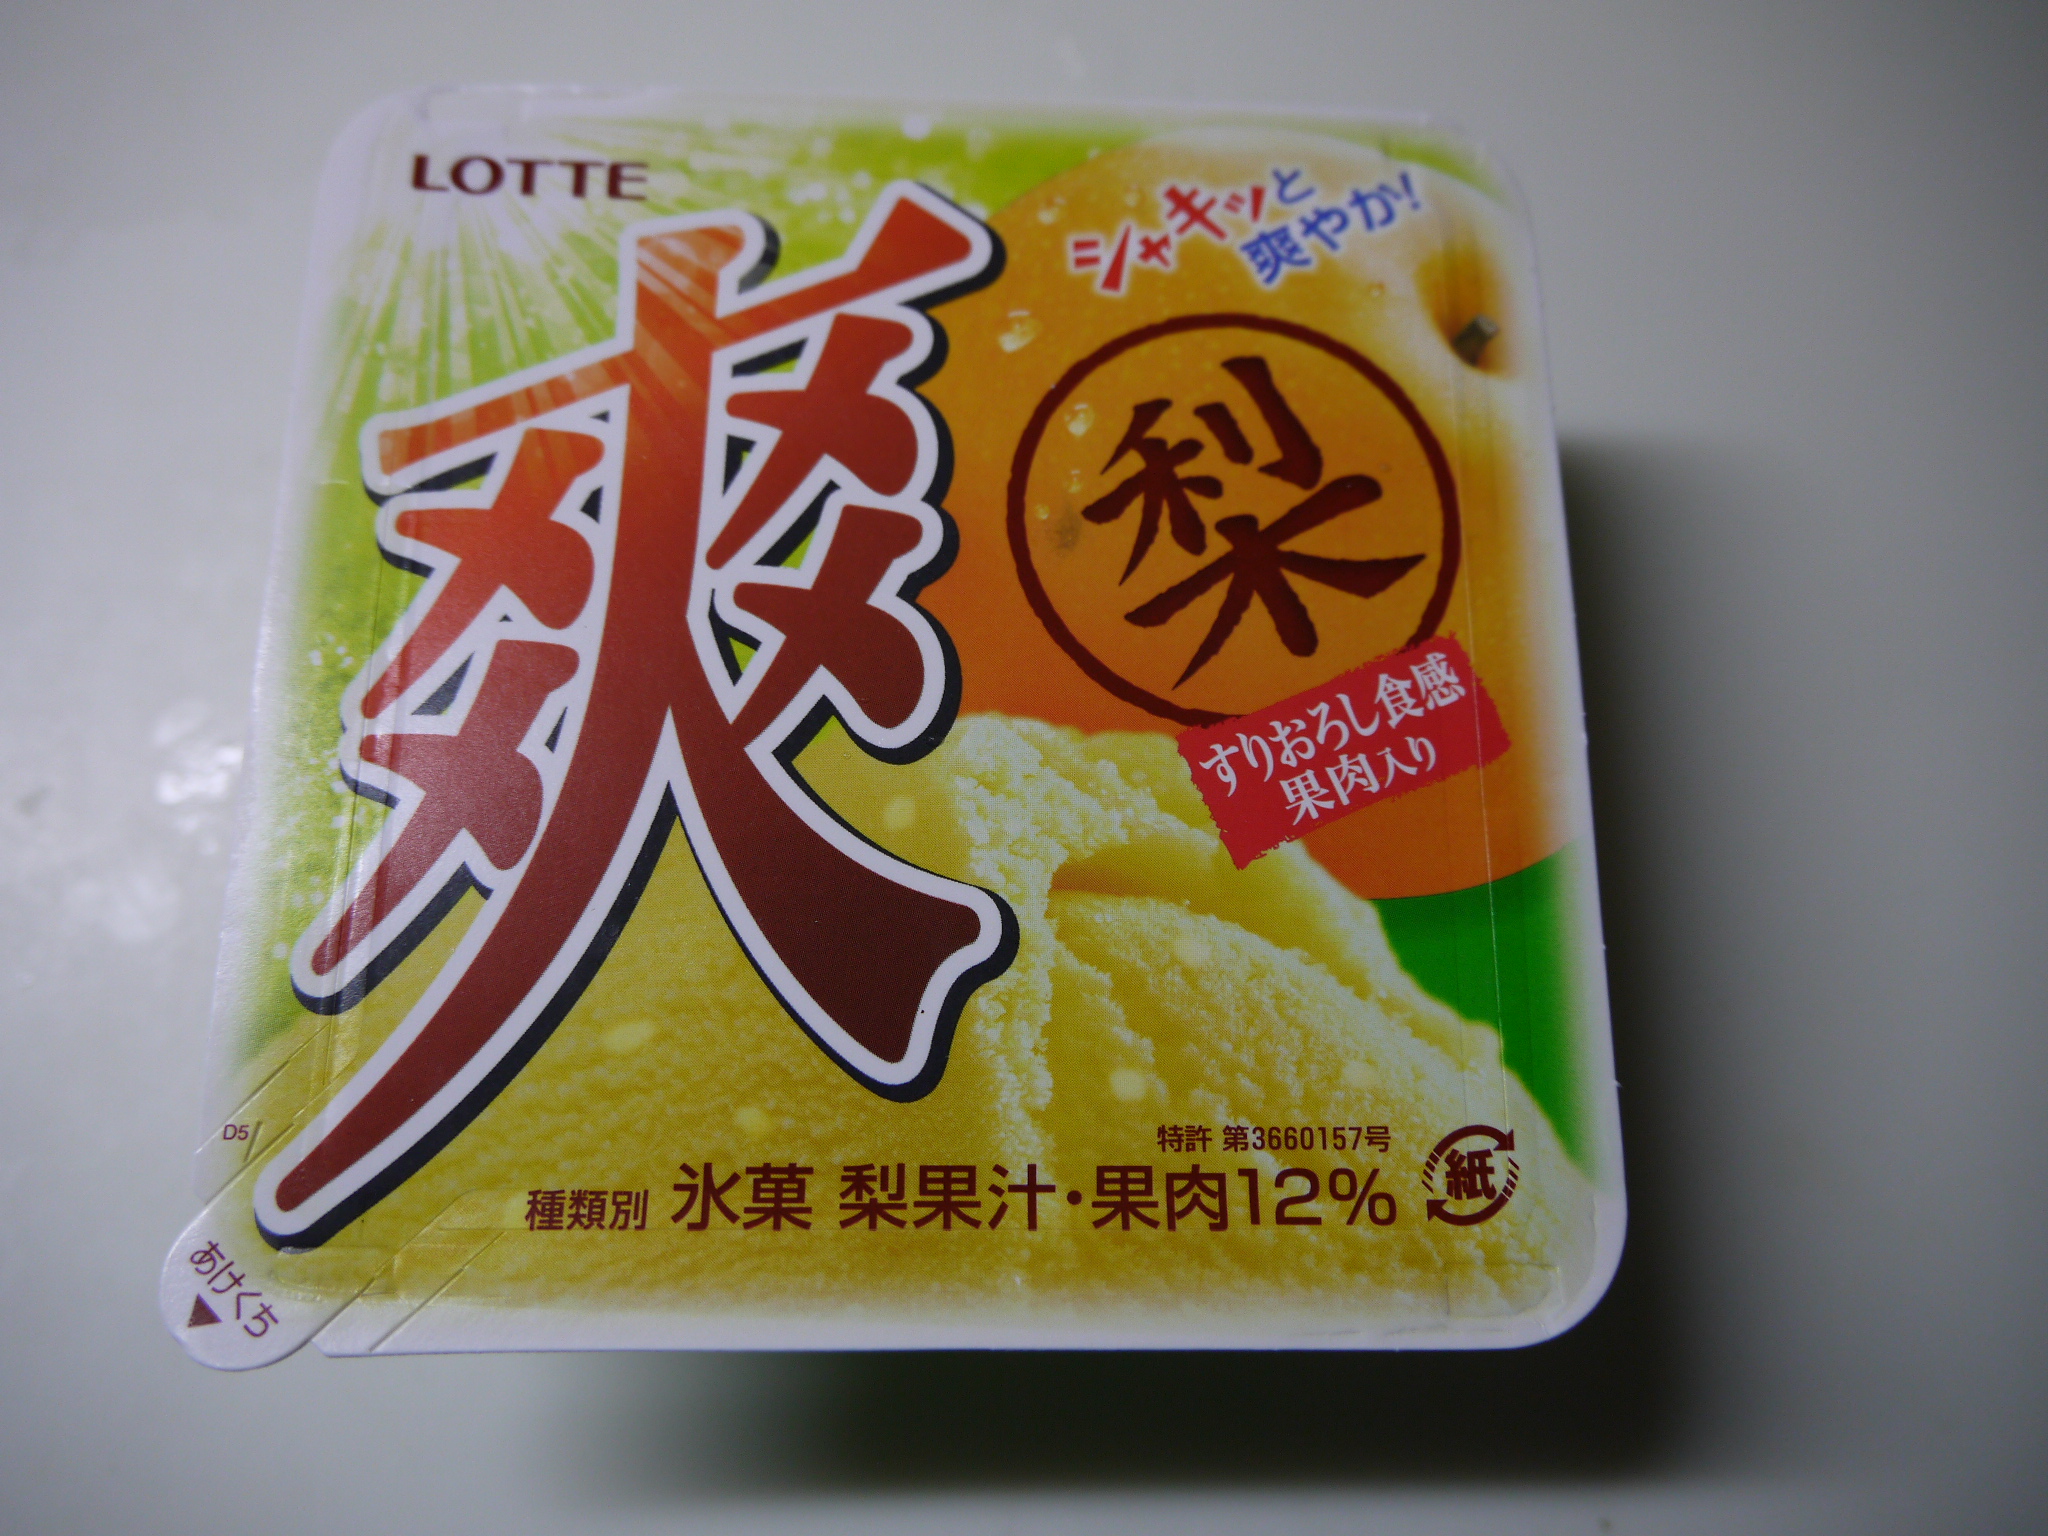 LOTTE
爽
シャキッと
爽やか!
梨
すりおろし食感
果肉入り
特許 第3660157号
種類別 氷菓 梨果汁・果肉12%
紙
D5
あけくち